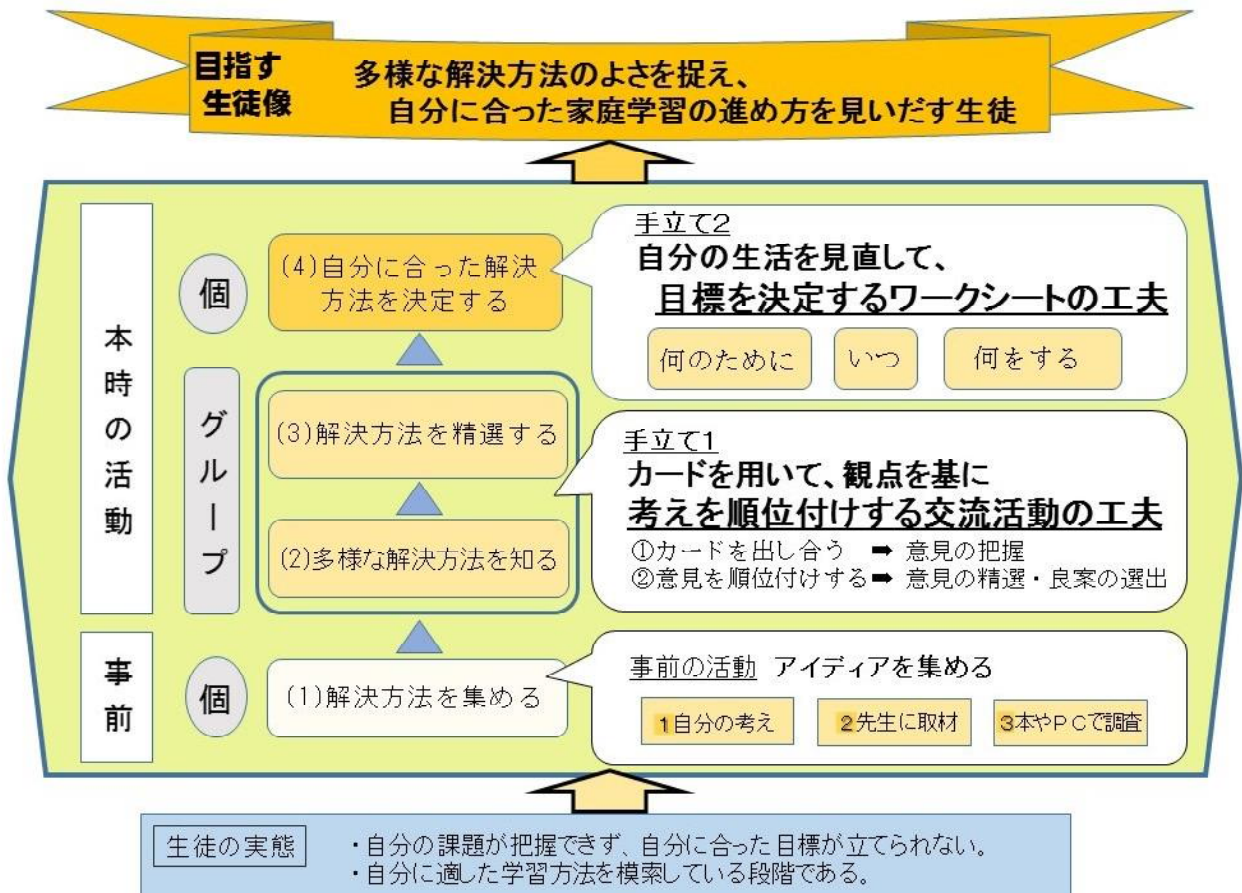 目指す
生徒像
多様な解決方法のよさを捉え、
自分に合った家庭学習の進め方を見いだす生徒
本時の活動
個
(4)自分に合った解決
方法を決定する
手立て2
自分の生活を見直して、
目標を決定するワークシートの工夫
何のために
いつ
何をする
グループ
(3)解決方法を精選する
(2)多様な解決方法を知る
手立て1
カードを用いて、観点を基に
考えを順位付けする交流活動の工夫
①カードを出し合う ➡ 意見の把握
②意見を順位付けする➡ 意見の精選・良案の選出
事前
個
(1)解決方法を集める
事前の活動 アイディアを集める
1自分の考え
2先生に取材
3本やPCで調査
生徒の実態
・自分の課題が把握できず、自分に合った目標が立てられない。
・自分に適した学習方法を模索している段階である。